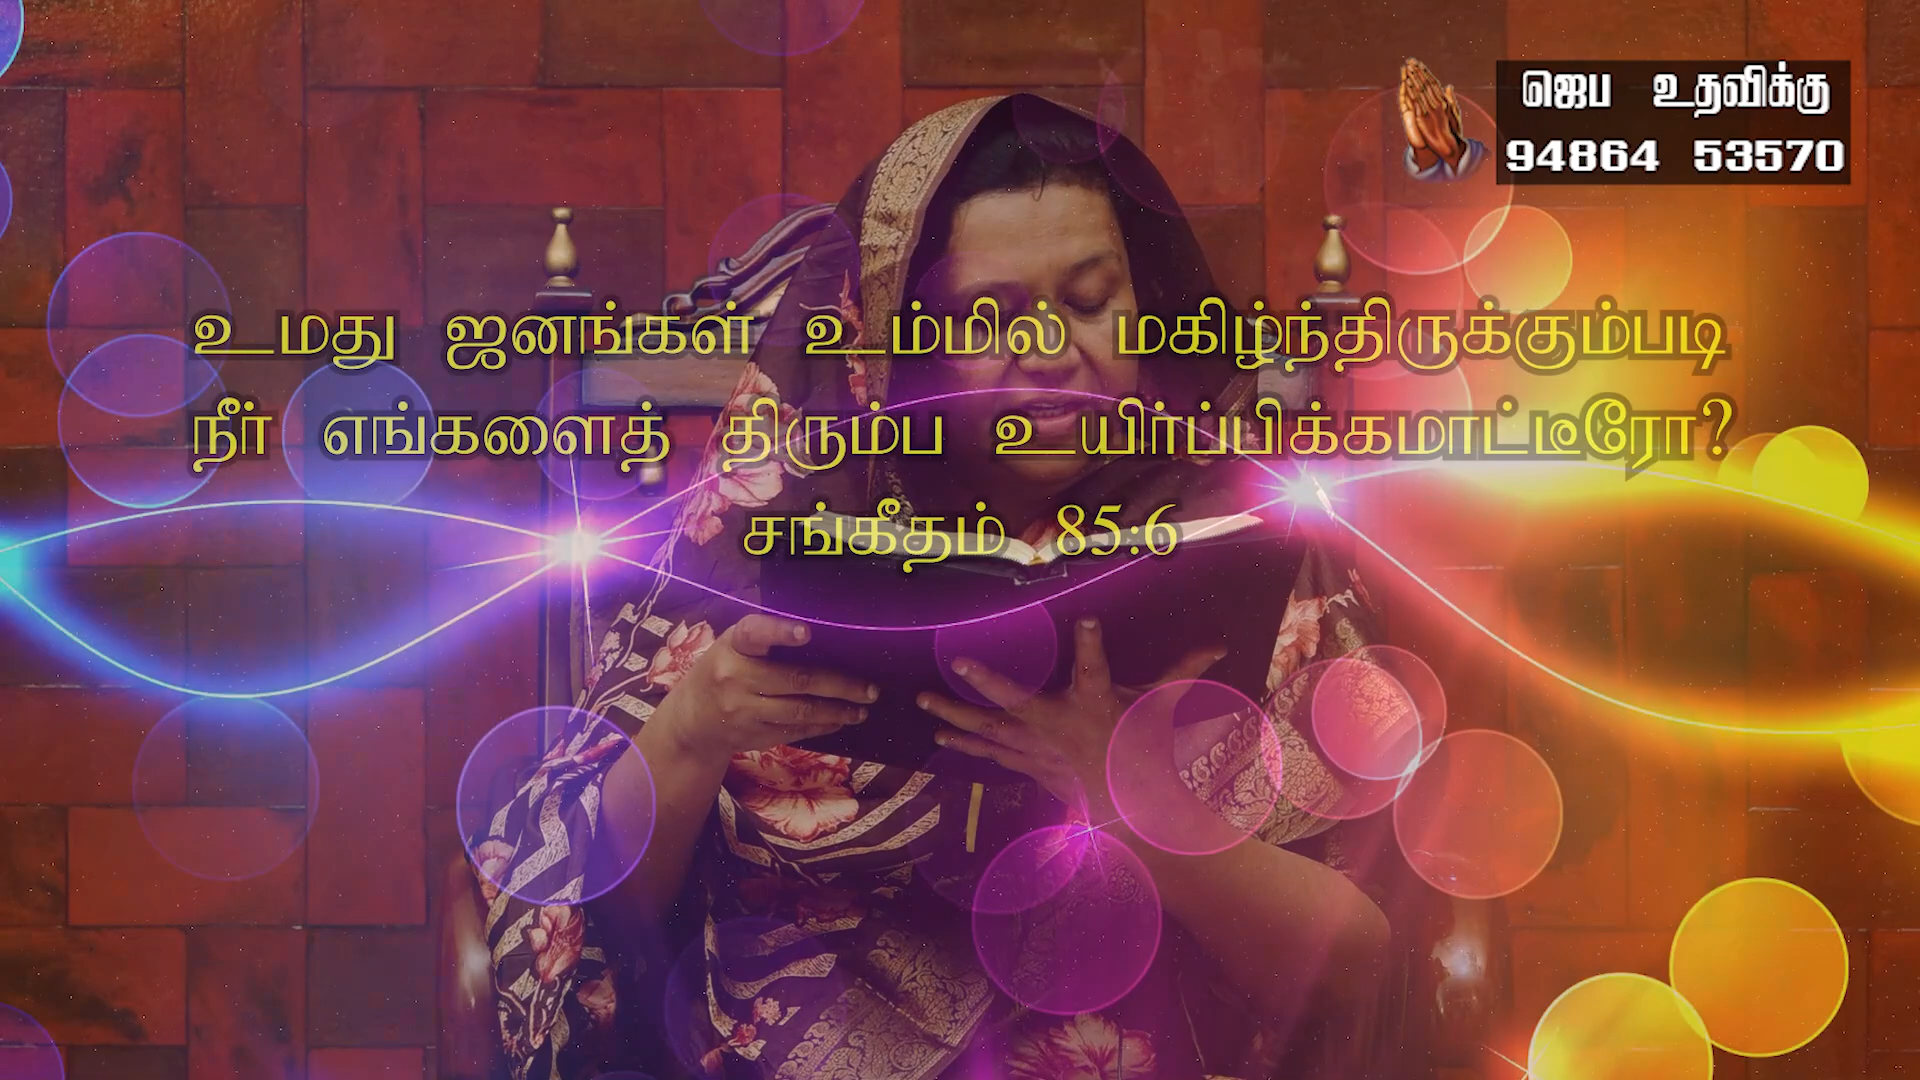 ஜெப உதவிக்கு
94864 53570
உமது ஜனங்கள் உம்மில் மகிழ்ந்திருக்கும்படி
நீர் எங்களைத் திரும்ப உயிர்ப்பிக்கமாட்டீரோ?
சங்கீதம் 85:6